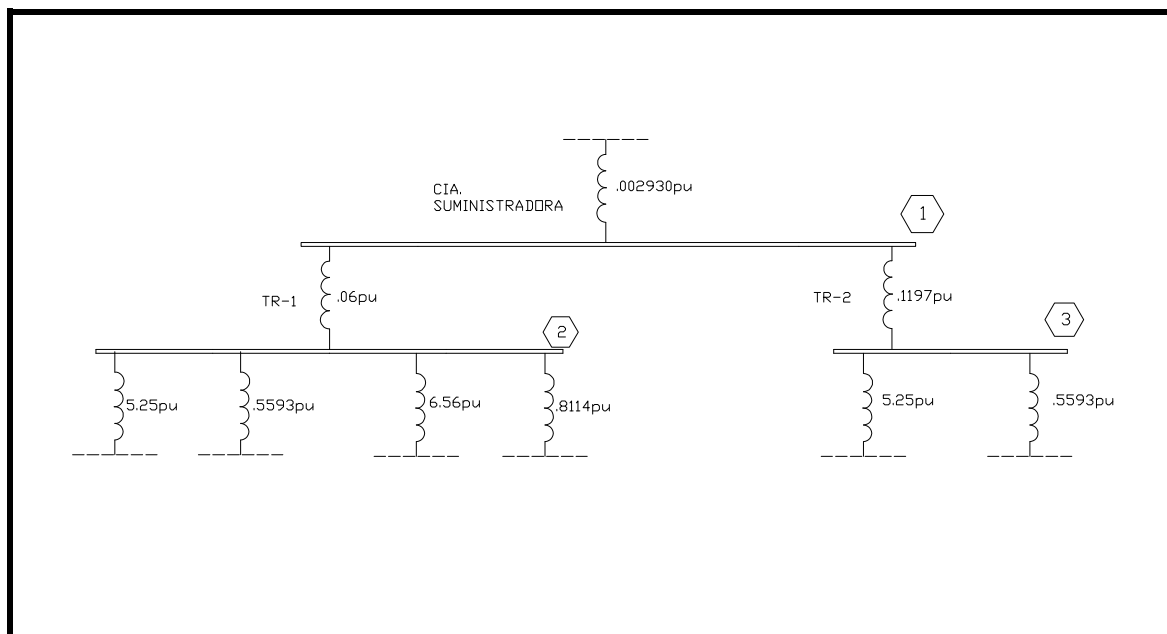 .002930pu
CIA.
SUMINISTRADORA
1
TR-1
.06pu
TR-2
.1197pu
2
3
5.25pu
.5593pu
6.56pu
.8114pu
5.25pu
.5593pu